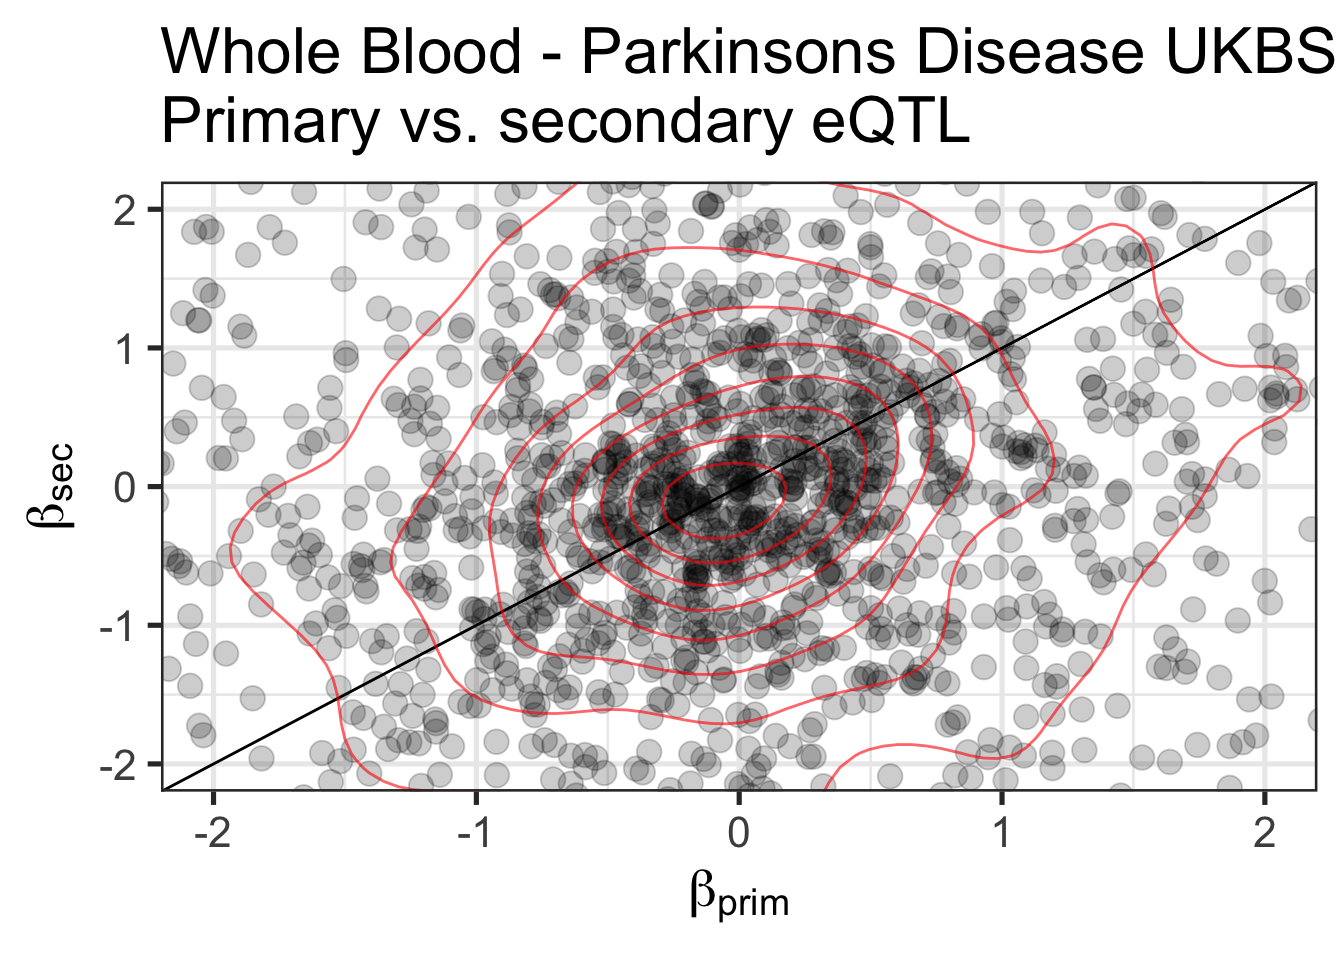 Whole Blood - Parkinsons Disease UKBS
Primary vs. secondary eQTL
2
1
0
-1
-2
βsec
-2 -1 0 1 2
βprim